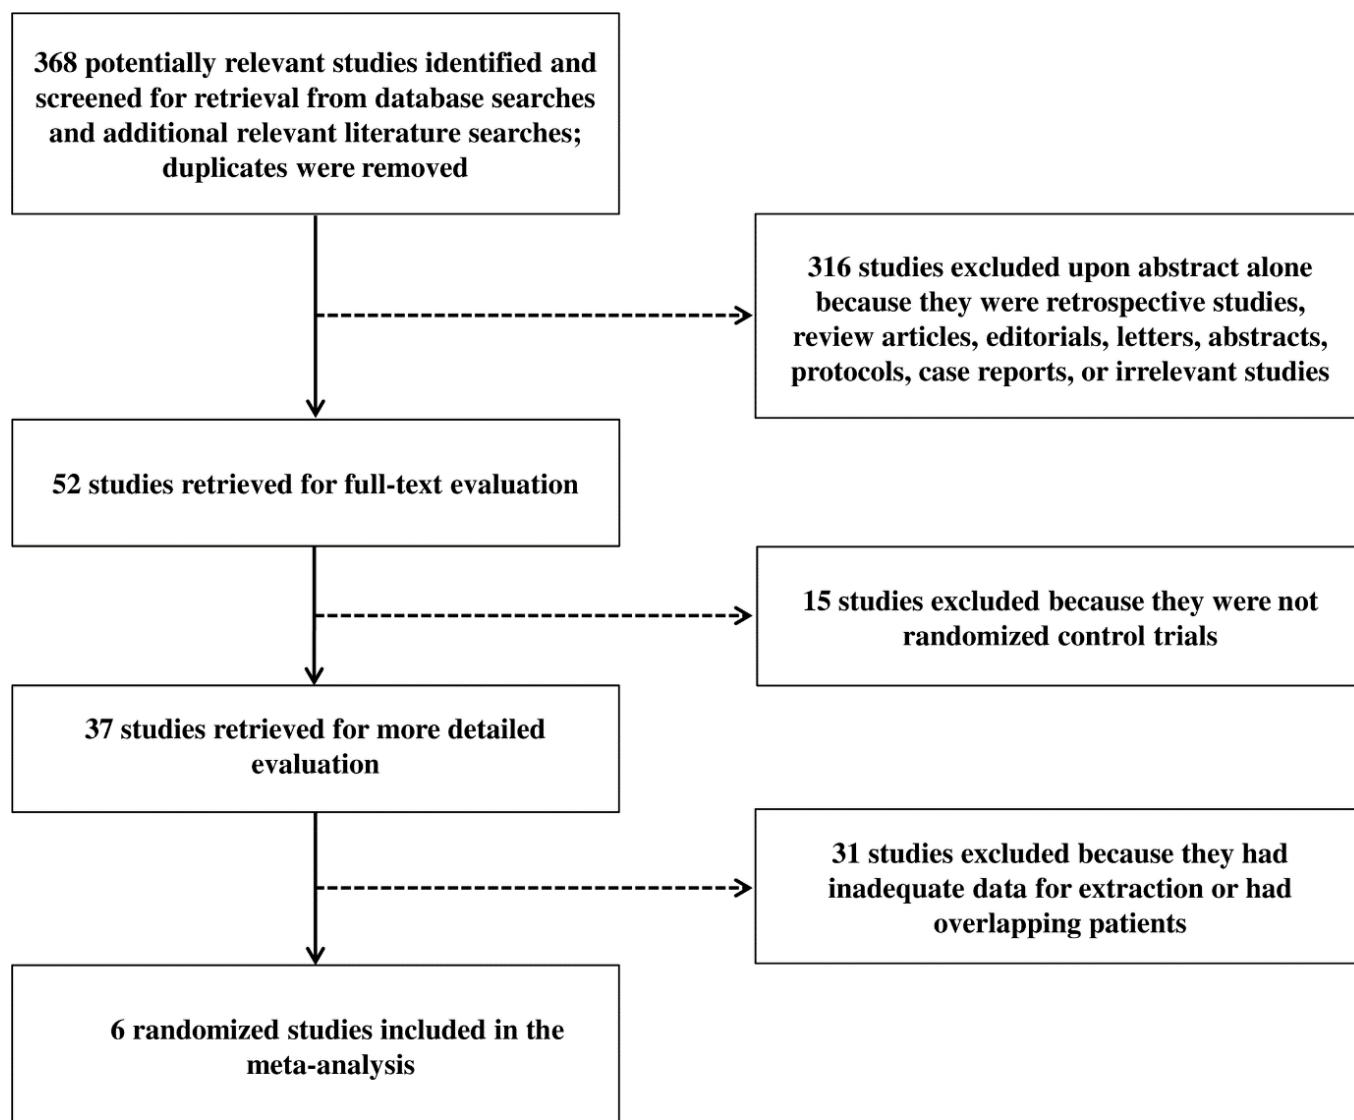 368 potentially relevant studies identified and
screened for retrieval from database searches
and additional relevant literature searches;
duplicates were removed
316 studies excluded upon abstract alone
because they were retrospective studies,
review articles, editorials, letters, abstracts,
protocols, case reports, or irrelevant studies
52 studies retrieved for full-text evaluation
15 studies excluded because they were not
randomized control trials
37 studies retrieved for more detailed
evaluation
31 studies excluded because they had
inadequate data for extraction or had
overlapping patients
6 randomized studies included in the
meta-analysis